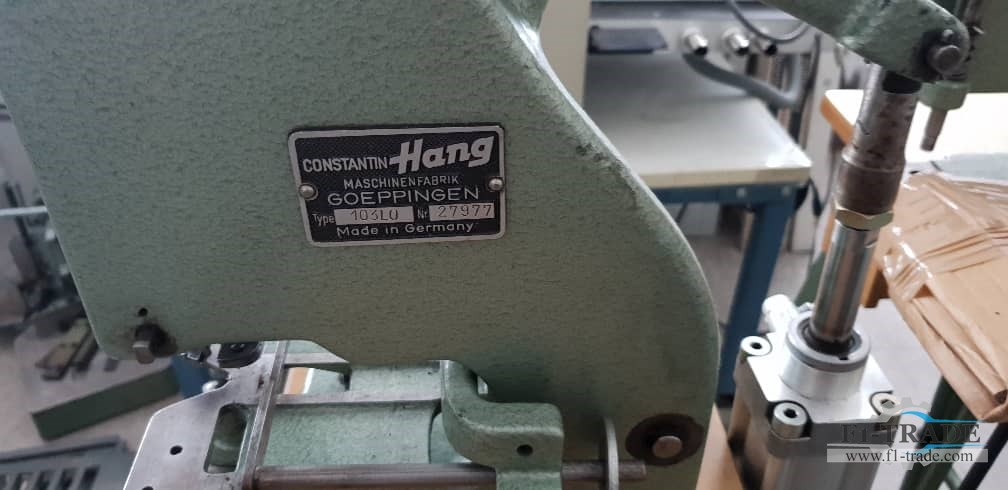 CONSTANTIN Hang
MASCHINENFABRIK
GOEPPINGEN
Type 103LO Nr. 27977
Made in Germany
FL-TRADE
www.fl-trade.com